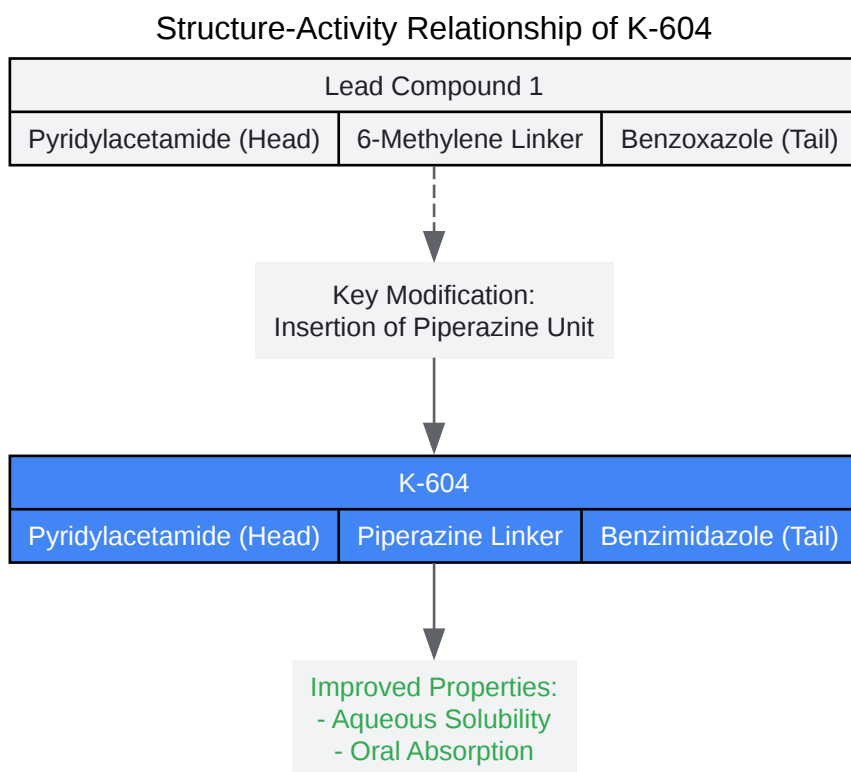 Structure-Activity Relationship of K-604
Lead Compound 1
Pyridylacetamide (Head) 6-Methylene Linker Benzoxazole (Tail)
Key Modification:
Insertion of Piperazine Unit
K-604
Pyridylacetamide (Head) Piperazine Linker Benzimidazole (Tail)
Improved Properties:
- Aqueous Solubility
- Oral Absorption